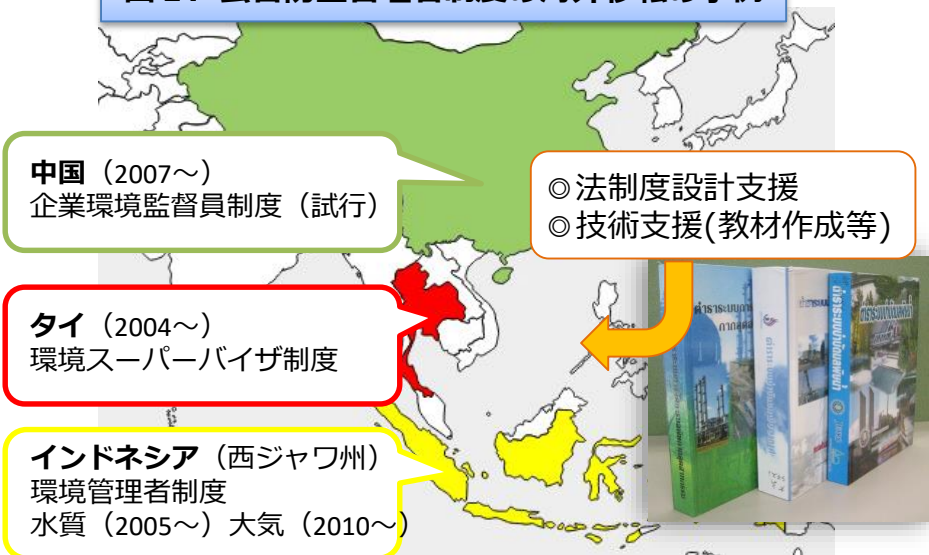 中国（2007～）
企業環境監督員制度（試行）
◎法制度設計支援
◎技術支援(教材作成等)
タイ（2004～）
環境スーパーバイザ制度
インドネシア（西ジャワ州）
環境管理者制度
水質（2005～）大気（2010～）